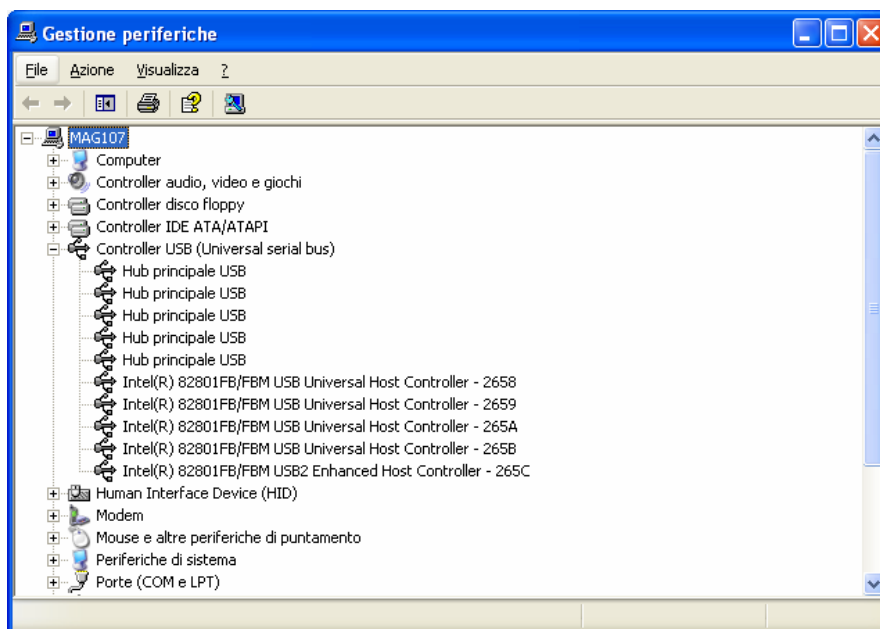 Gestione periferiche
File Azione Visualizza ?
MAG107
Computer
Controller audio, video e giochi
Controller disco floppy
Controller IDE ATA/ATAPI
Controller USB (Universal serial bus)
Hub principale USB
Hub principale USB
Hub principale USB
Hub principale USB
Hub principale USB
Intel(R) 82801FB/FBM USB Universal Host Controller - 2658
Intel(R) 82801FB/FBM USB Universal Host Controller - 2659
Intel(R) 82801FB/FBM USB Universal Host Controller - 265A
Intel(R) 82801FB/FBM USB Universal Host Controller - 265B
Intel(R) 82801FB/FBM USB2 Enhanced Host Controller - 265C
Human Interface Device (HID)
Modem
Mouse e altre periferiche di puntamento
Periferiche di sistema
Porte (COM e LPT)